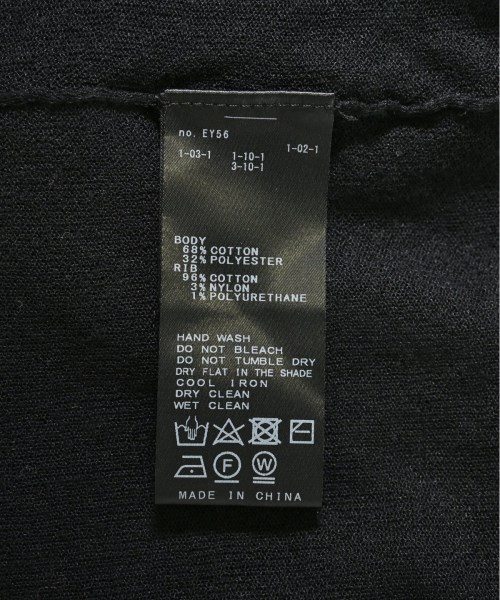 no. EY56
1-03-1 1-10-1 1-02-1
3-10-1
BODY
68% COTTON
32% POLYESTER
RIB
96% COTTON
3% NYLON
1% POLYURETHANE
HAND WASH
DO NOT BLEACH
DO NOT TUMBLE DRY
DRY FLAT IN THE SHADE
COOL IRON
DRY CLEAN
WET CLEAN
F W
MADE IN CHINA